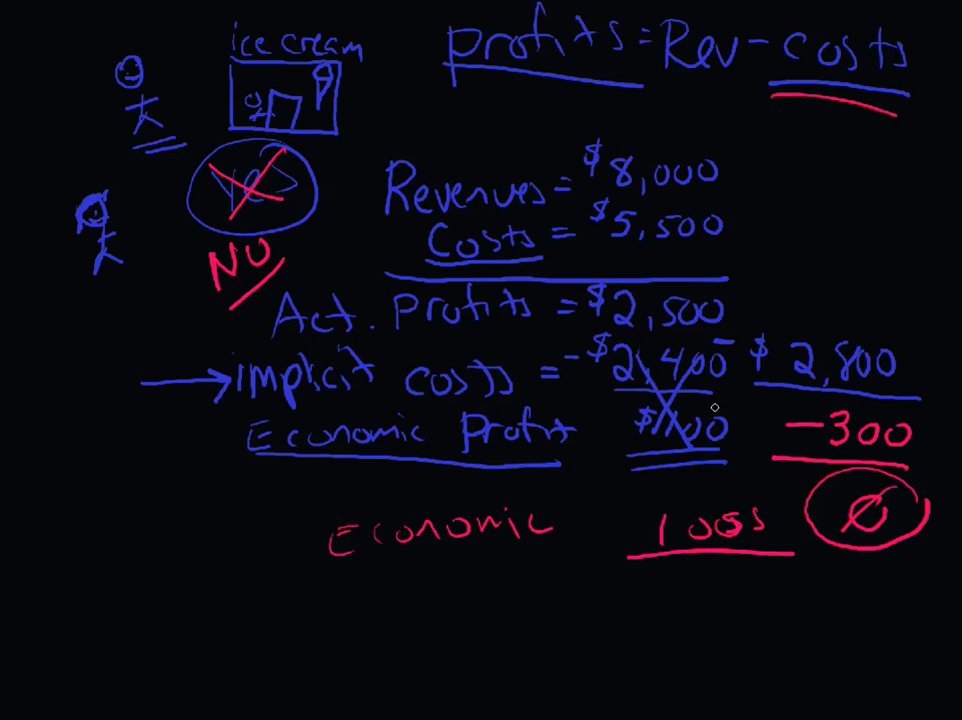 ice cream
profits = Rev - costs
YES
NO
Revenues = $8,000
Costs = $5,500
Act. Profits = $2,500
implicit costs = - $2,400 $2,800
Economic Profit $100 -300
Economic loss 0